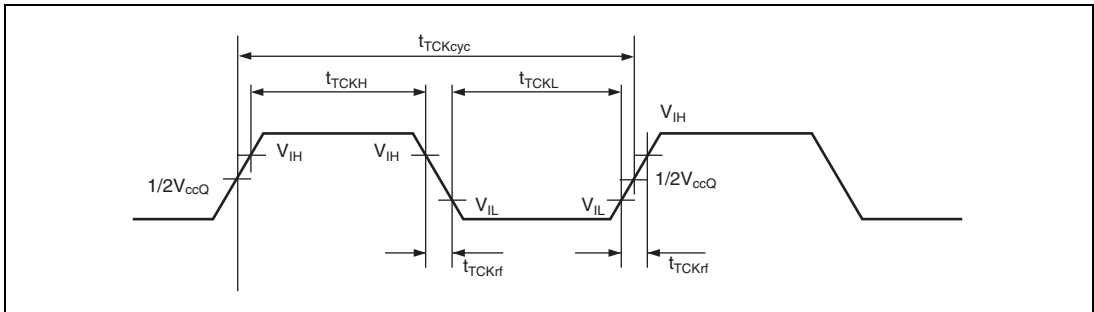 tTCKcyc
tTCKH
tTCKL
VIH
VIH
VIH
1/2VccQ
1/2VccQ
VIL
VIL
tTCKrf
tTCKrf